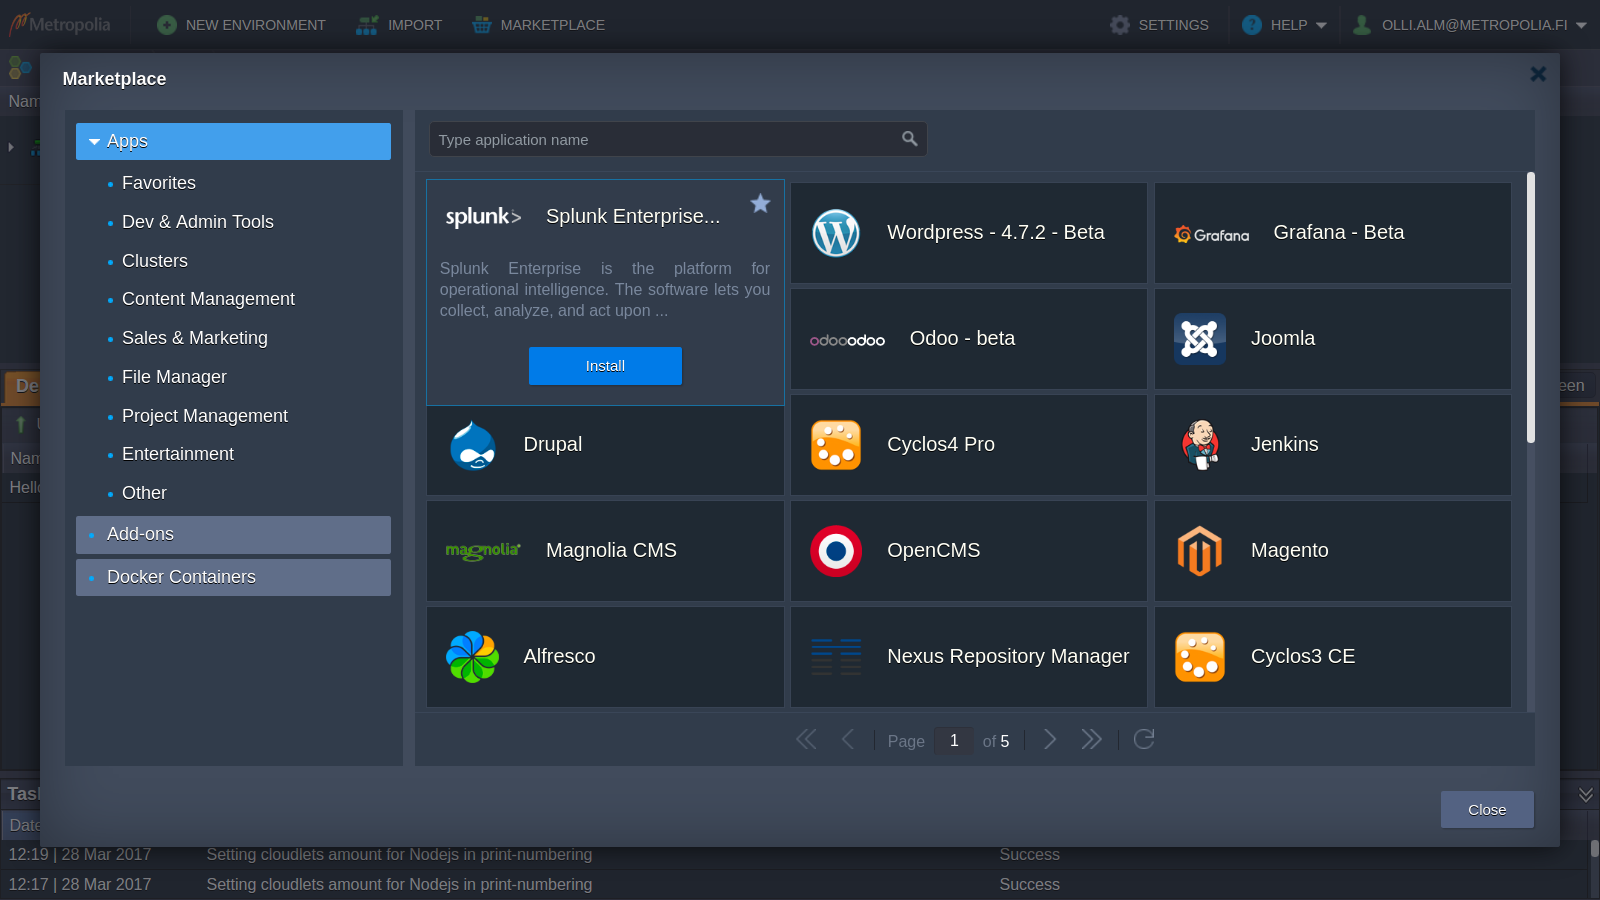 Metropolia
NEW ENVIRONMENT
IMPORT
MARKETPLACE
SETTINGS
HELP
OLLI.ALM@METROPOLIA.FI
Marketplace
Nam
Apps
Favorites
Dev & Admin Tools
Clusters
Content Management
Sales & Marketing
File Manager
Project Management
Entertainment
Other
Add-ons
Docker Containers
Type application name
splunk>
Splunk Enterprise...
Splunk Enterprise is the platform for
operational intelligence. The software lets you
collect, analyze, and act upon ...
Install
Wordpress - 4.7.2 - Beta
Grafana
Grafana - Beta
odooodoo
Odoo - beta
Joomla
Drupal
Cyclos4 Pro
Jenkins
magnolia
Magnolia CMS
OpenCMS
Magento
Alfresco
Nexus Repository Manager
Cyclos3 CE
Page 1 of 5
Close
De
een
U
Nam
Hello
Task
Date
12:19 | 28 Mar 2017 Setting cloudlets amount for Nodejs in print-numbering Success
12:17 | 28 Mar 2017 Setting cloudlets amount for Nodejs in print-numbering Success